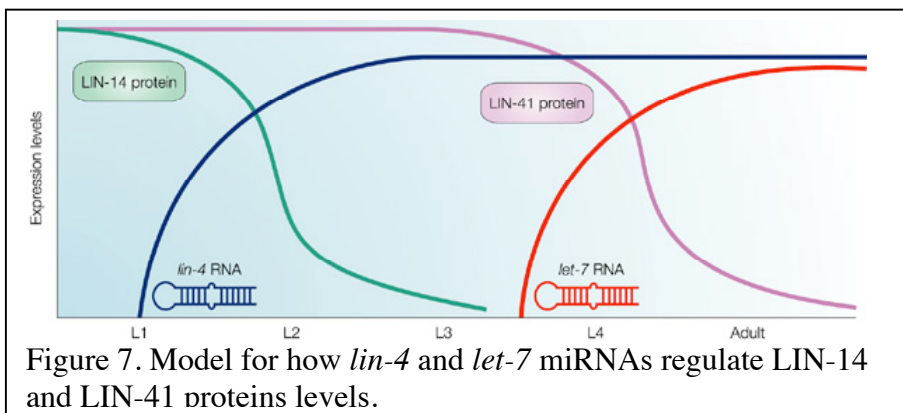 LIN-14 protein
LIN-41 protein
Expression levels
lin-4 RNA
let-7 RNA
L1 L2 L3 L4 Adult
Figure 7. Model for how lin-4 and let-7 miRNAs regulate LIN-14
and LIN-41 proteins levels.